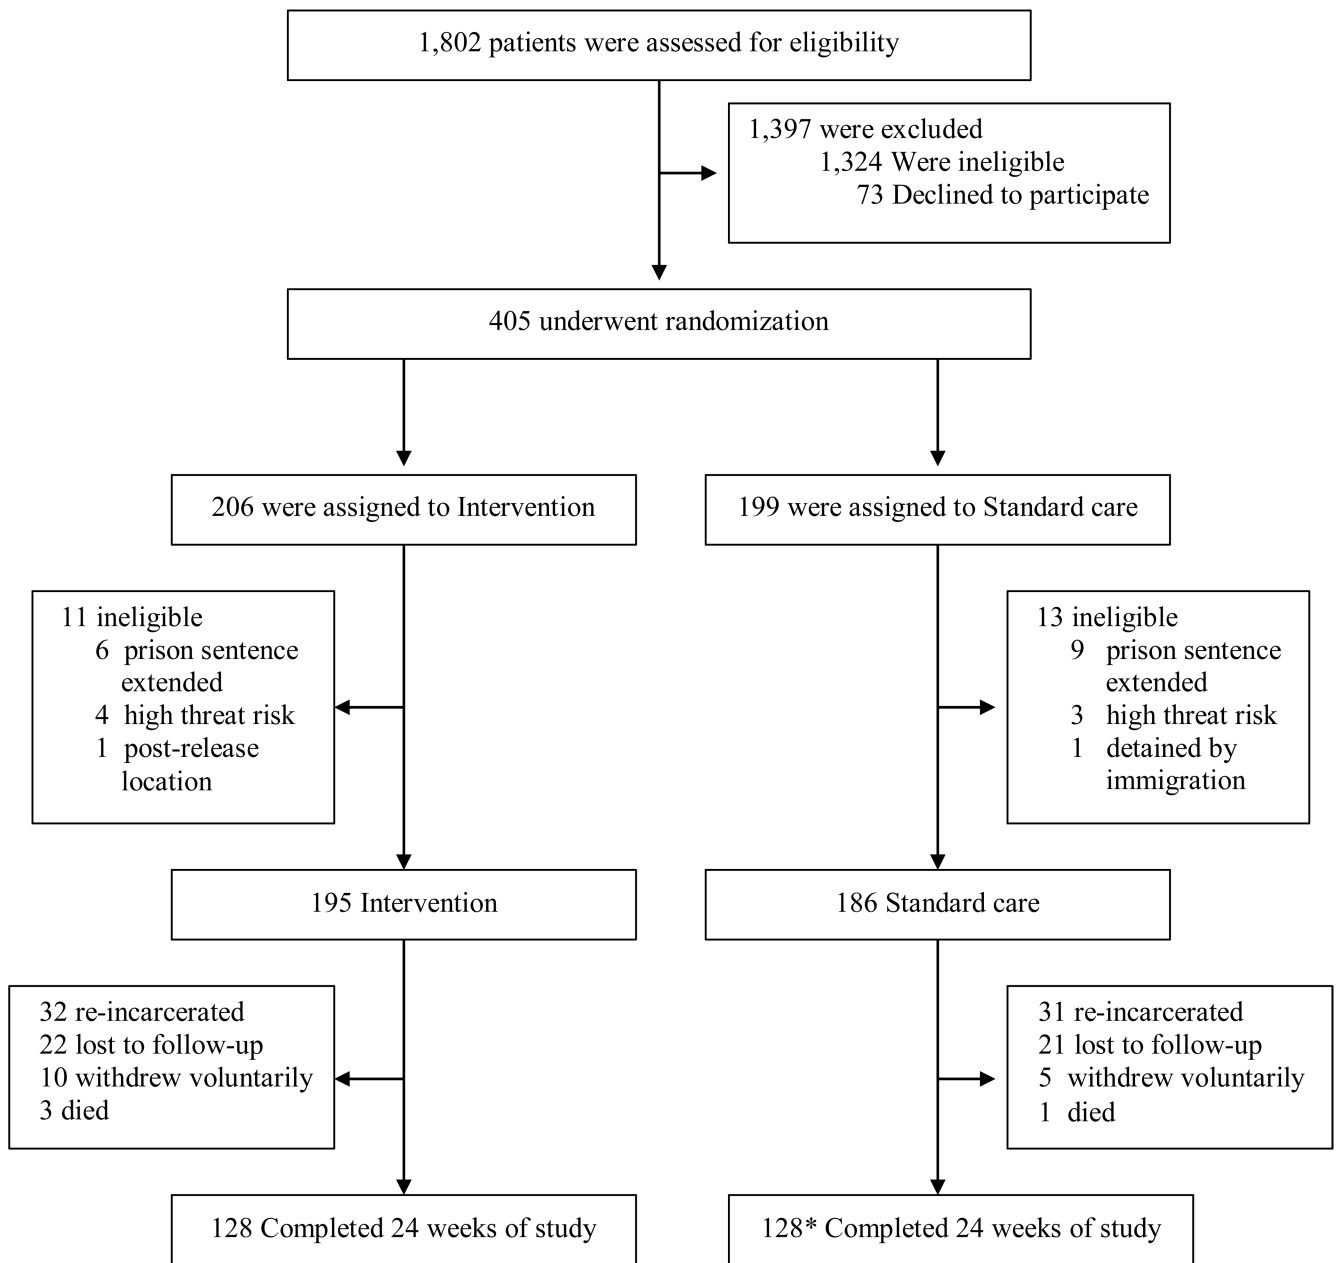 1,802 patients were assessed for eligibility
1,397 were excluded
1,324 Were ineligible
73 Declined to participate
405 underwent randomization
206 were assigned to Intervention
199 were assigned to Standard care
11 ineligible
6 prison sentence
extended
4 high threat risk
1 post-release
location
13 ineligible
9 prison sentence
extended
3 high threat risk
1 detained by
immigration
195 Intervention
186 Standard care
32 re-incarcerated
22 lost to follow-up
10 withdrew voluntarily
3 died
31 re-incarcerated
21 lost to follow-up
5 withdrew voluntarily
1 died
128 Completed 24 weeks of study
128* Completed 24 weeks of study